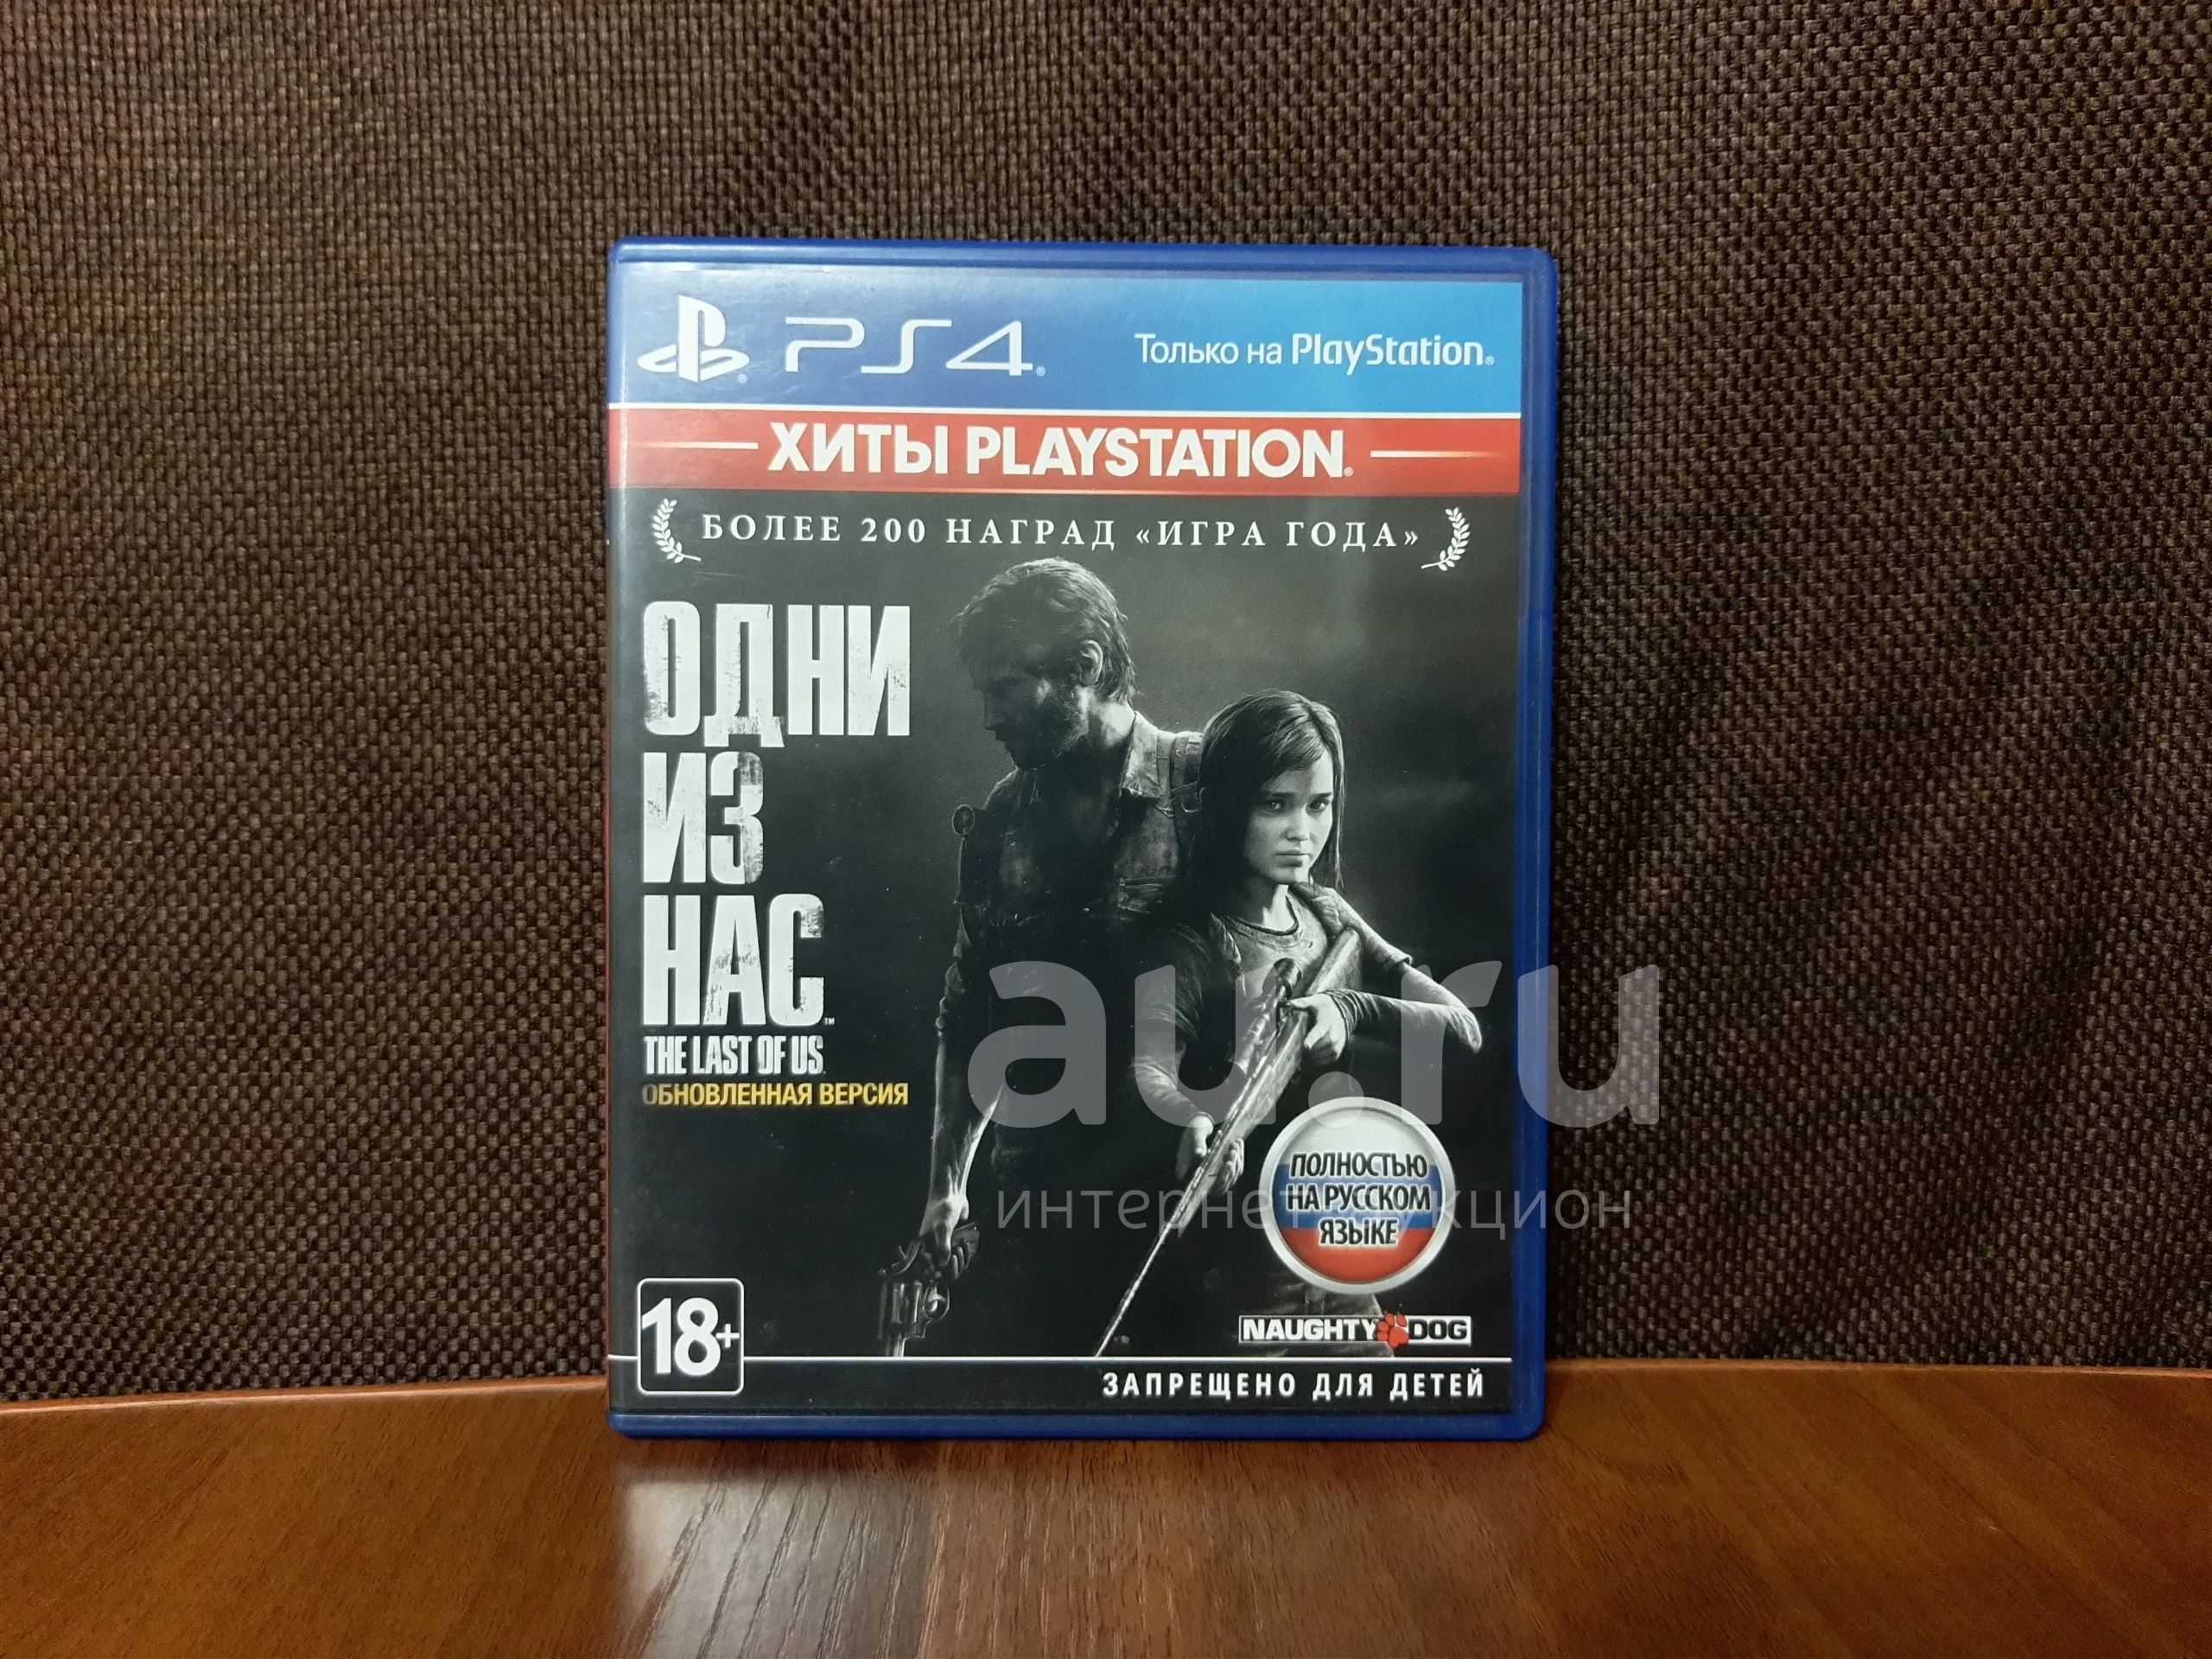 PS4
Только на PlayStation®
ХИТЫ PLAYSTATION®
БОЛЕЕ 200 НАГРАД «ИГРА ГОДА»
ОДНИ
ИЗ
НАС™
THE LAST OF US
ОБНОВЛЕННАЯ ВЕРСИЯ
au.ru
интернет аукцион
ПОЛНОСТЬЮ
НА РУССКОМ
ЯЗЫКЕ
18+
NAUGHTY DOG
ЗАПРЕЩЕНО ДЛЯ ДЕТЕЙ